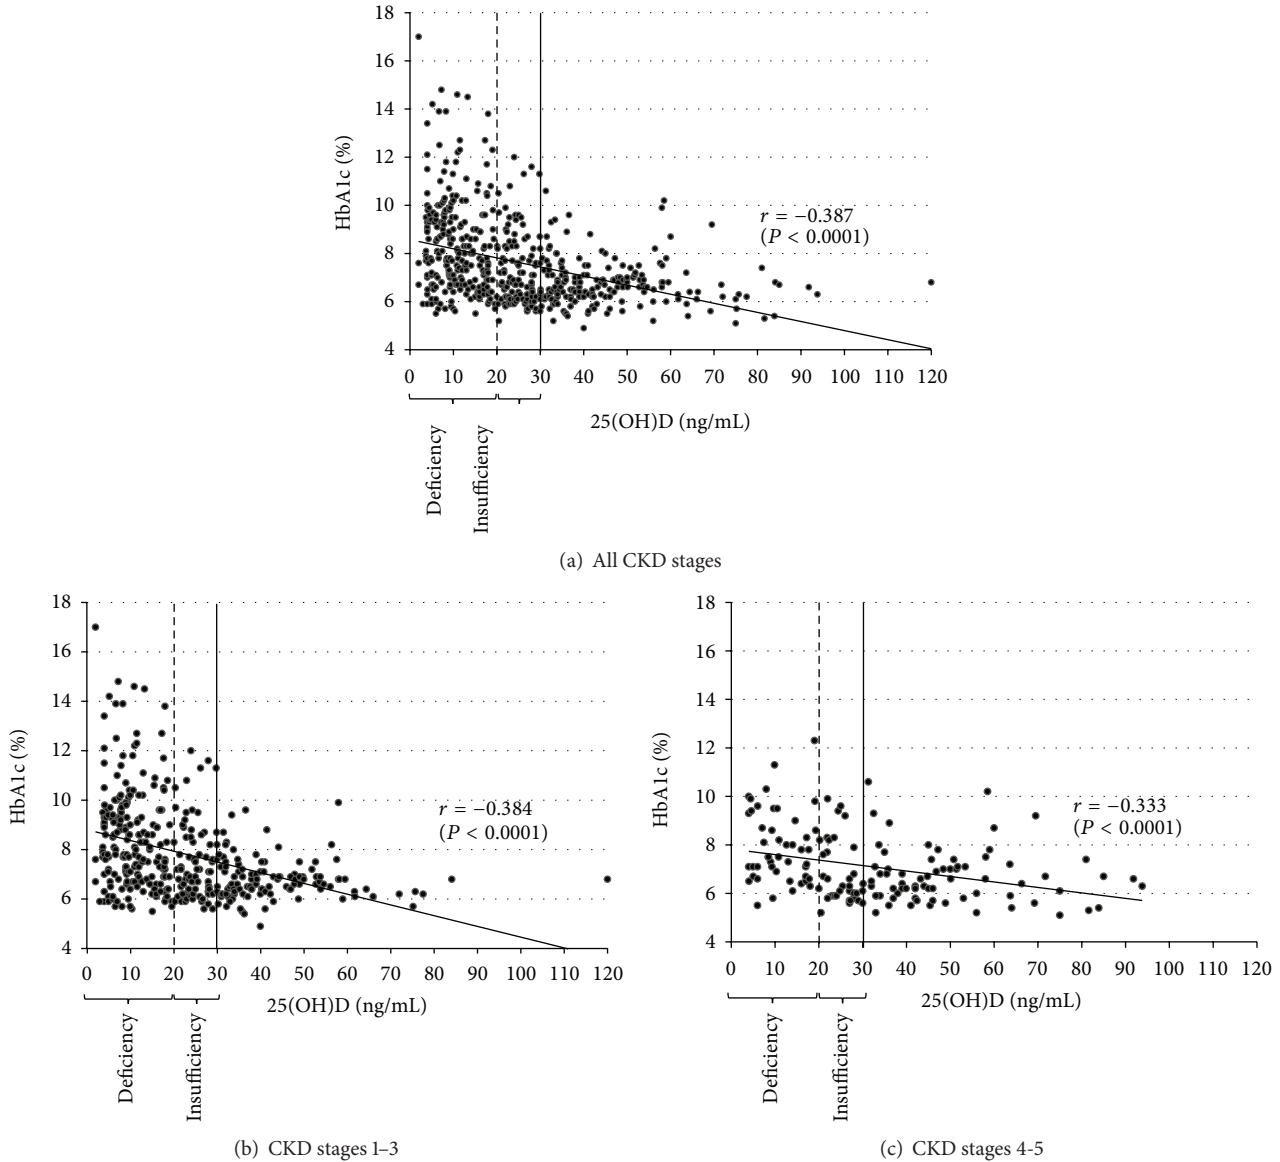 18
16
14
12
10
8
6
4
HbA1c (%)
r = −0.387
(P < 0.0001)
0 10 20 30 40 50 60 70 80 90 100 110 120
25(OH)D (ng/mL)
Deficiency
Insufficiency
(a) All CKD stages
18
16
14
12
10
8
6
4
HbA1c (%)
r = −0.384
(P < 0.0001)
0 10 20 30 40 50 60 70 80 90 100 110 120
25(OH)D (ng/mL)
Deficiency
Insufficiency
(b) CKD stages 1–3
18
16
14
12
10
8
6
4
HbA1c (%)
r = −0.333
(P < 0.0001)
0 10 20 30 40 50 60 70 80 90 100 110 120
25(OH)D (ng/mL)
Deficiency
Insufficiency
(c) CKD stages 4-5